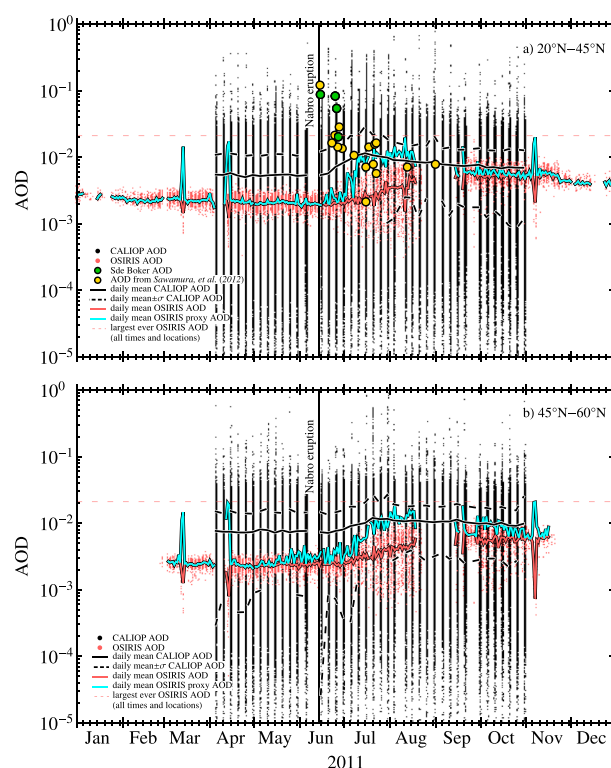 10⁰
10⁻¹
10⁻²
10⁻³
10⁻⁴
10⁻⁵
AOD
a) 20°N−45°N
Nabro eruption
CALIOP AOD
OSIRIS AOD
Sde Boker AOD
AOD from Sawamura, et al. (2012)
daily mean CALIOP AOD
daily mean±σ CALIOP AOD
daily mean OSIRIS AOD
daily mean OSIRIS proxy AOD
largest ever OSIRIS AOD
(all times and locations)
10⁰
10⁻¹
10⁻²
10⁻³
10⁻⁴
10⁻⁵
AOD
b) 45°N−60°N
Nabro eruption
CALIOP AOD
OSIRIS AOD
daily mean CALIOP AOD
daily mean±σ CALIOP AOD
daily mean OSIRIS AOD
daily mean OSIRIS proxy AOD
largest ever OSIRIS AOD
(all times and locations)
Jan Feb Mar Apr May Jun Jul Aug Sep Oct Nov Dec
2011